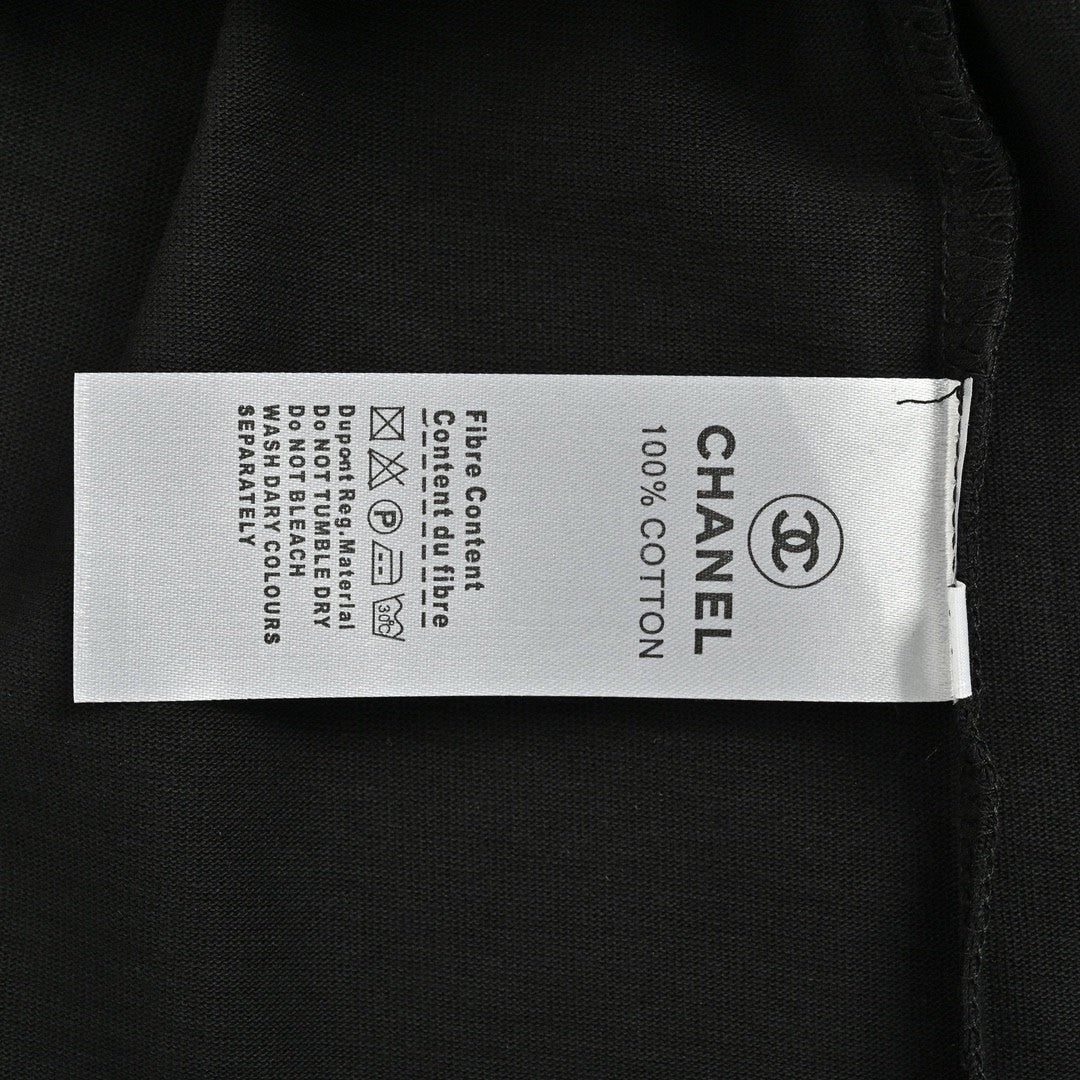 CHANEL
100% COTTON
Fibre Content
Content du fibre
P
30C
Dupont Reg.Material
Do NOT TUMBLE DRY
Do NOT BLEACH
WASH DARY COLOURS
SEPARATELY